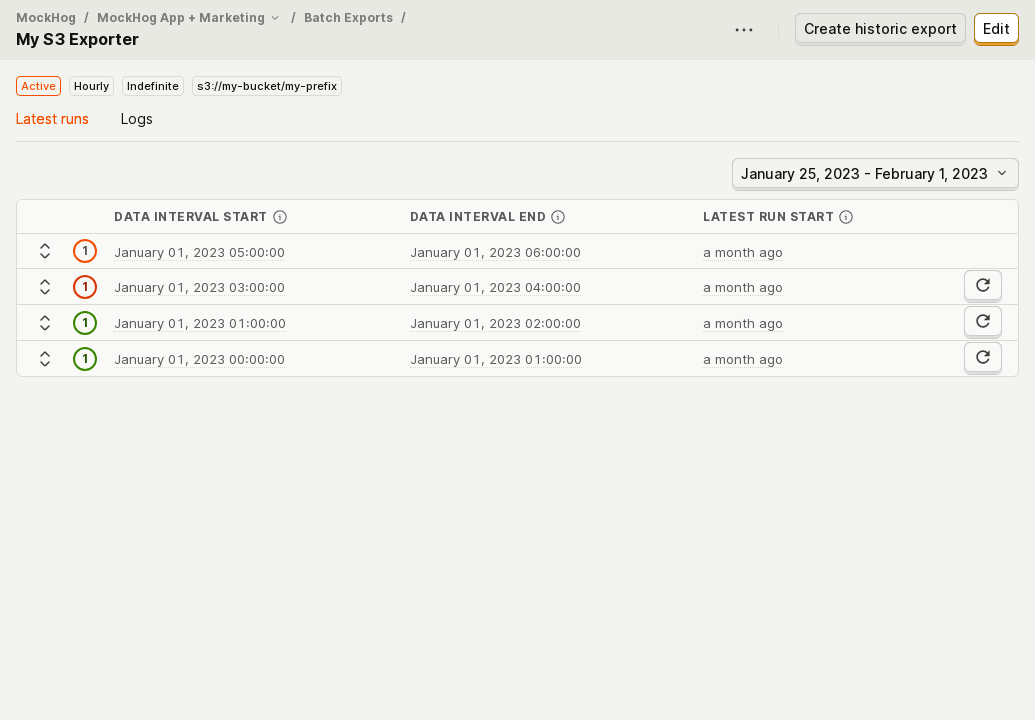 MockHog / MockHog App + Marketing / Batch Exports /
My S3 Exporter
Create historic export
Edit
Active Hourly Indefinite s3://my-bucket/my-prefix
Latest runs Logs
January 25, 2023 - February 1, 2023
DATA INTERVAL START DATA INTERVAL END LATEST RUN START
1 January 01, 2023 05:00:00 January 01, 2023 06:00:00 a month ago
1 January 01, 2023 03:00:00 January 01, 2023 04:00:00 a month ago
1 January 01, 2023 01:00:00 January 01, 2023 02:00:00 a month ago
1 January 01, 2023 00:00:00 January 01, 2023 01:00:00 a month ago